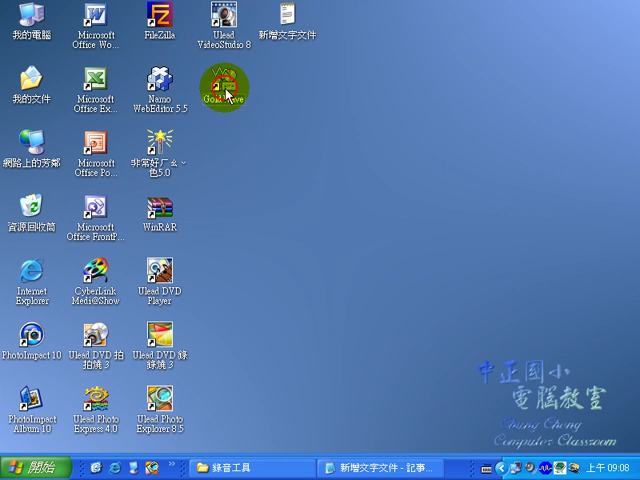 我的電腦
Microsoft
Office Wo...
FileZilla
Ulead
VideoStudio 8
新增文字文件
我的文件
Microsoft
Office Ex...
Namo
WebEditor 5.5
網路上的芳鄰
Microsoft
Office Po...
非常好ㄏㄠˇ
色5.0
資源回收筒
Microsoft
Office FrontP...
WinRAR
Internet
Explorer
CyberLink
Medi@Show
Ulead DVD
Player
PhotoImpact 10
Ulead DVD 拍
拍燒 3
Ulead DVD 錄
錄燒 3
PhotoImpact
Album 10
Ulead Photo
Express 4.0
Ulead Photo
Explorer 8.5
中正國小
電腦教室
Chung Cheng
Computer Classroom
開始
錄音工具
新增文字文件 - 記事...
上午 09:08